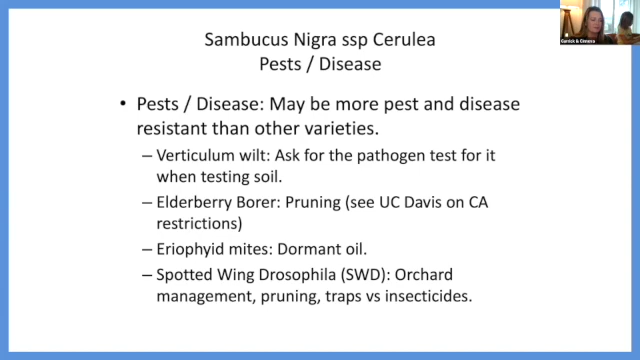 Sambucus Nigra ssp Cerulea
Pests / Disease
• Pests / Disease: May be more pest and disease
resistant than other varieties.
– Verticulum wilt: Ask for the pathogen test for it
when testing soil.
– Elderberry Borer: Pruning (see UC Davis on CA
restrictions)
– Eriophyid mites: Dormant oil.
– Spotted Wing Drosophila (SWD): Orchard
management, pruning, traps vs insecticides.